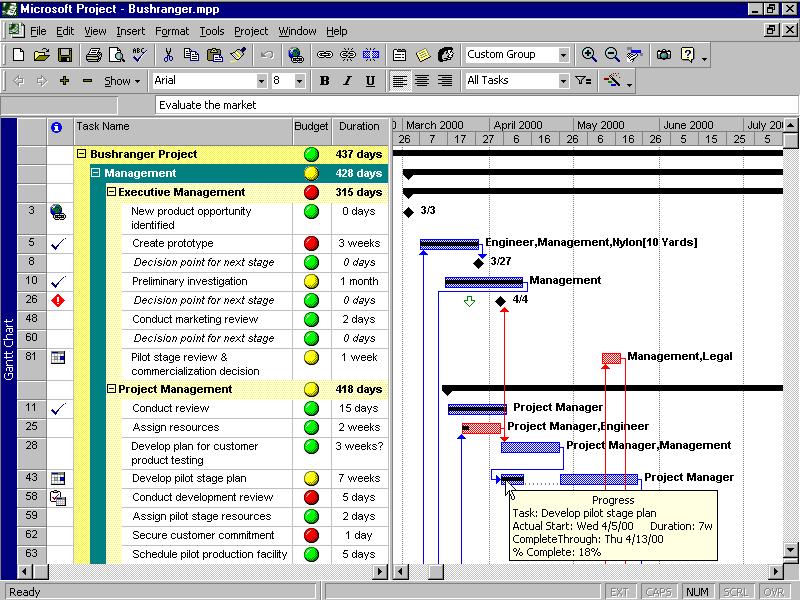 Microsoft Project - Bushranger.mpp
File Edit View Insert Format Tools Project Window Help
ABC
Custom Group
Show
Arial
8
B I U
All Tasks
Evaluate the market
Task Name Budget Duration
March 2000 April 2000 May 2000 June 2000 July 200
26 7 17 27 6 16 26 6 16 26 5 15 25 5
Bushranger Project 437 days
Management 428 days
Executive Management 315 days
3 New product opportunity identified 0 days 3/3
5 Create prototype 3 weeks Engineer,Management,Nylon[10 Yards]
8 Decision point for next stage 0 days 3/27
10 Preliminary investigation 1 month Management
26 Decision point for next stage 0 days 4/4
48 Conduct marketing review 2 days
60 Decision point for next stage 0 days
81 Pilot stage review & commercialization decision 1 week Management,Legal
Project Management 418 days
11 Conduct review 15 days Project Manager
25 Assign resources 2 weeks Project Manager,Engineer
28 Develop plan for customer product testing 3 weeks? Project Manager,Management
43 Develop pilot stage plan 7 weeks Project Manager
58 Conduct development review 5 days
59 Assign pilot stage resources 2 days
62 Secure customer commitment 1 day
63 Schedule pilot production facility 5 days
Gantt Chart
Progress
Task: Develop pilot stage plan
Actual Start: Wed 4/5/00 Duration: 7w
CompleteThrough: Thu 4/13/00
% Complete: 18%
Ready
EXT CAPS NUM SCRL OVR